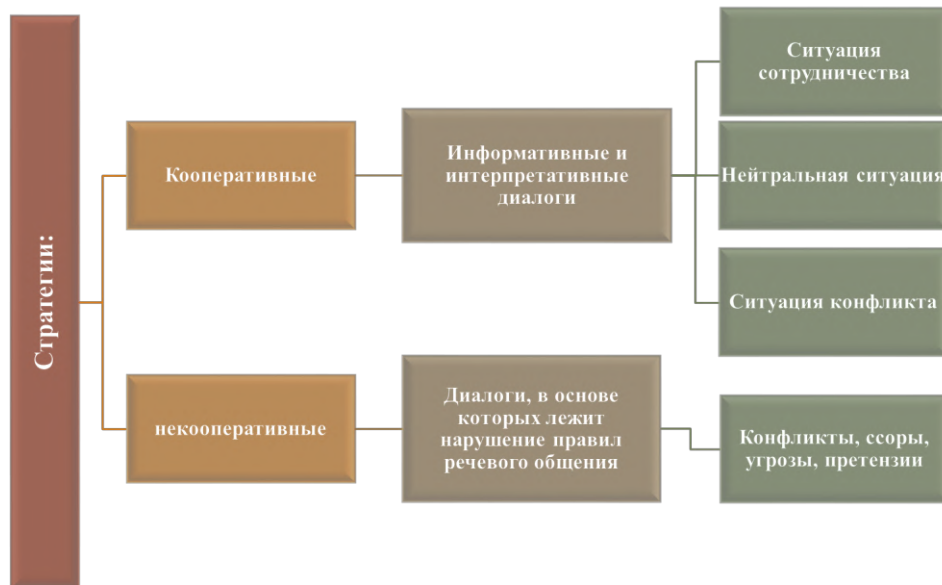 Стратегии:
Кооперативные
Информативные и
интерпретативные
диалоги
Ситуация
сотрудничества
Нейтральная ситуация
Ситуация конфликта
некооперативные
Диалоги, в основе
которых лежит
нарушение правил
речевого общения
Конфликты, ссоры,
угрозы, претензии